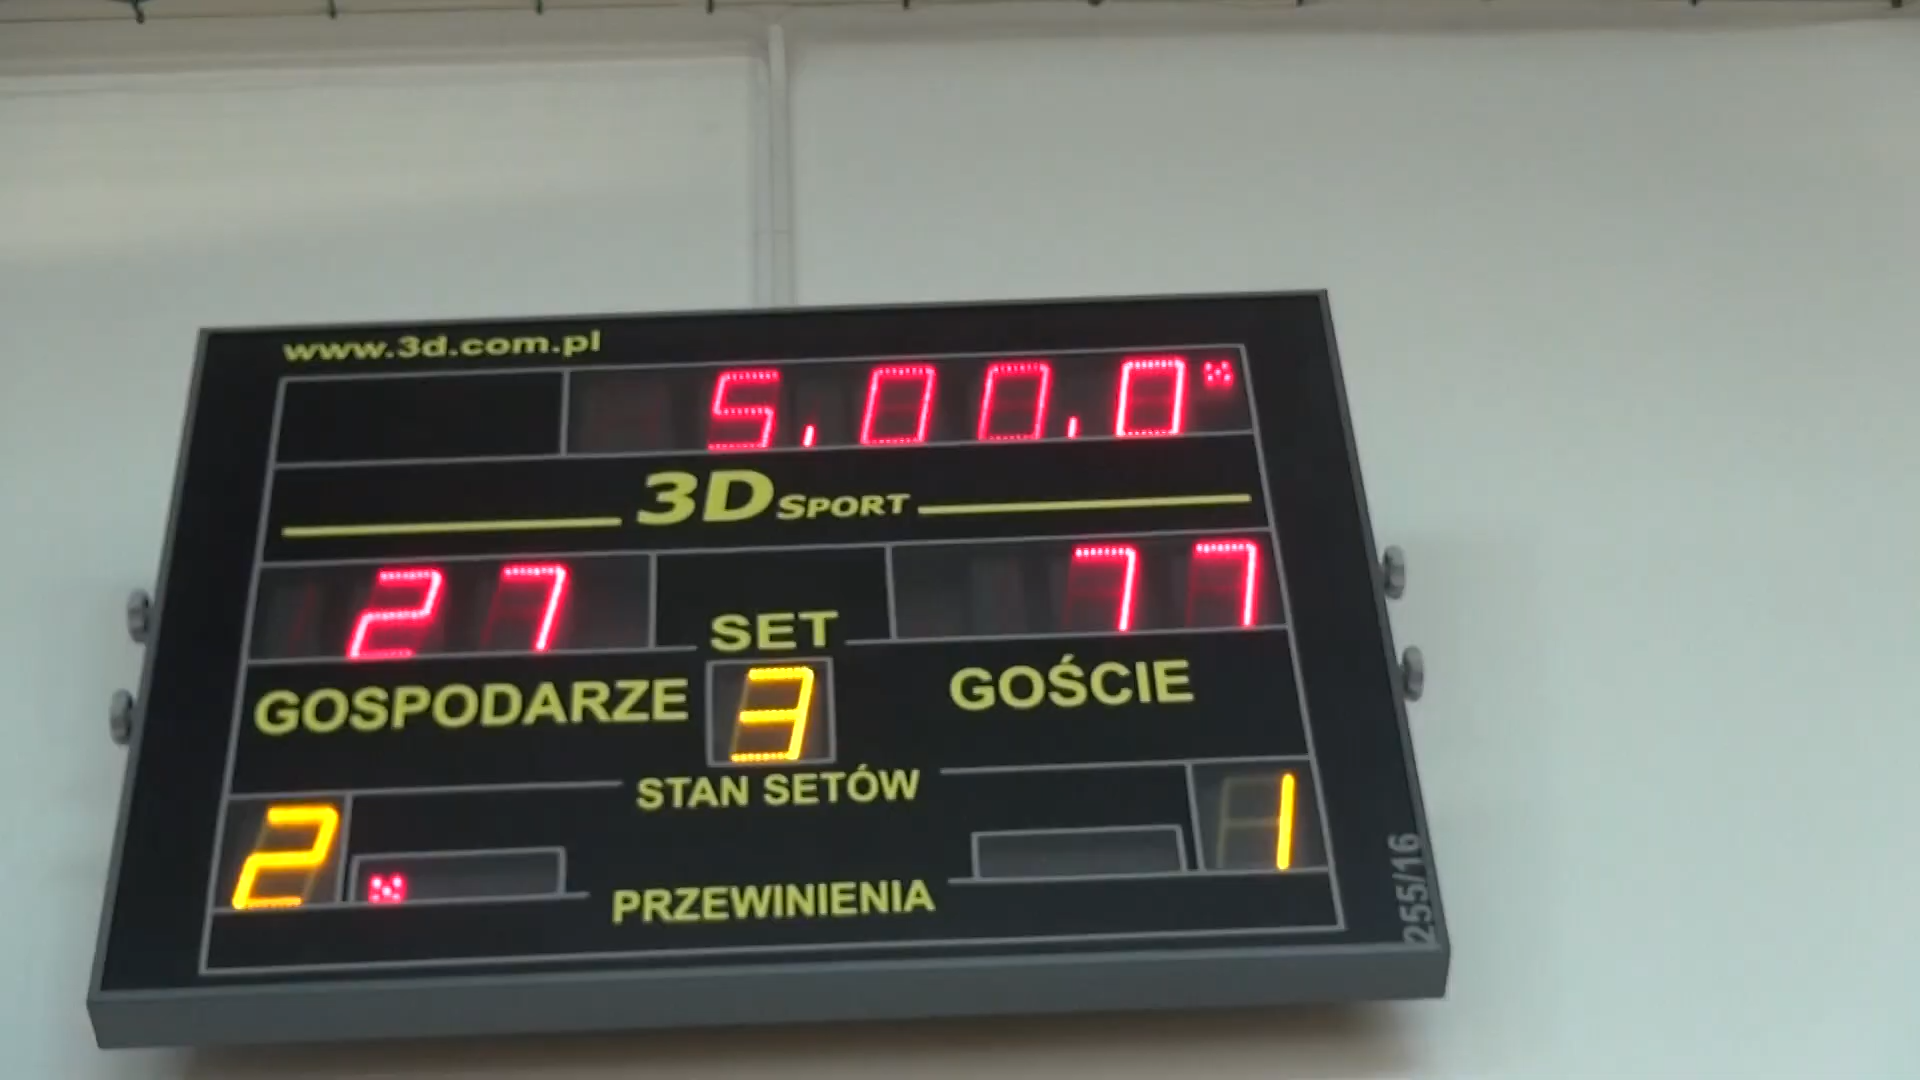 www.3d.com.pl
5.00.0
3D SPORT
27 SET 77
GOSPODARZE 3 GOŚCIE
STAN SETÓW
2 1
PRZEWINIENIA
255/16